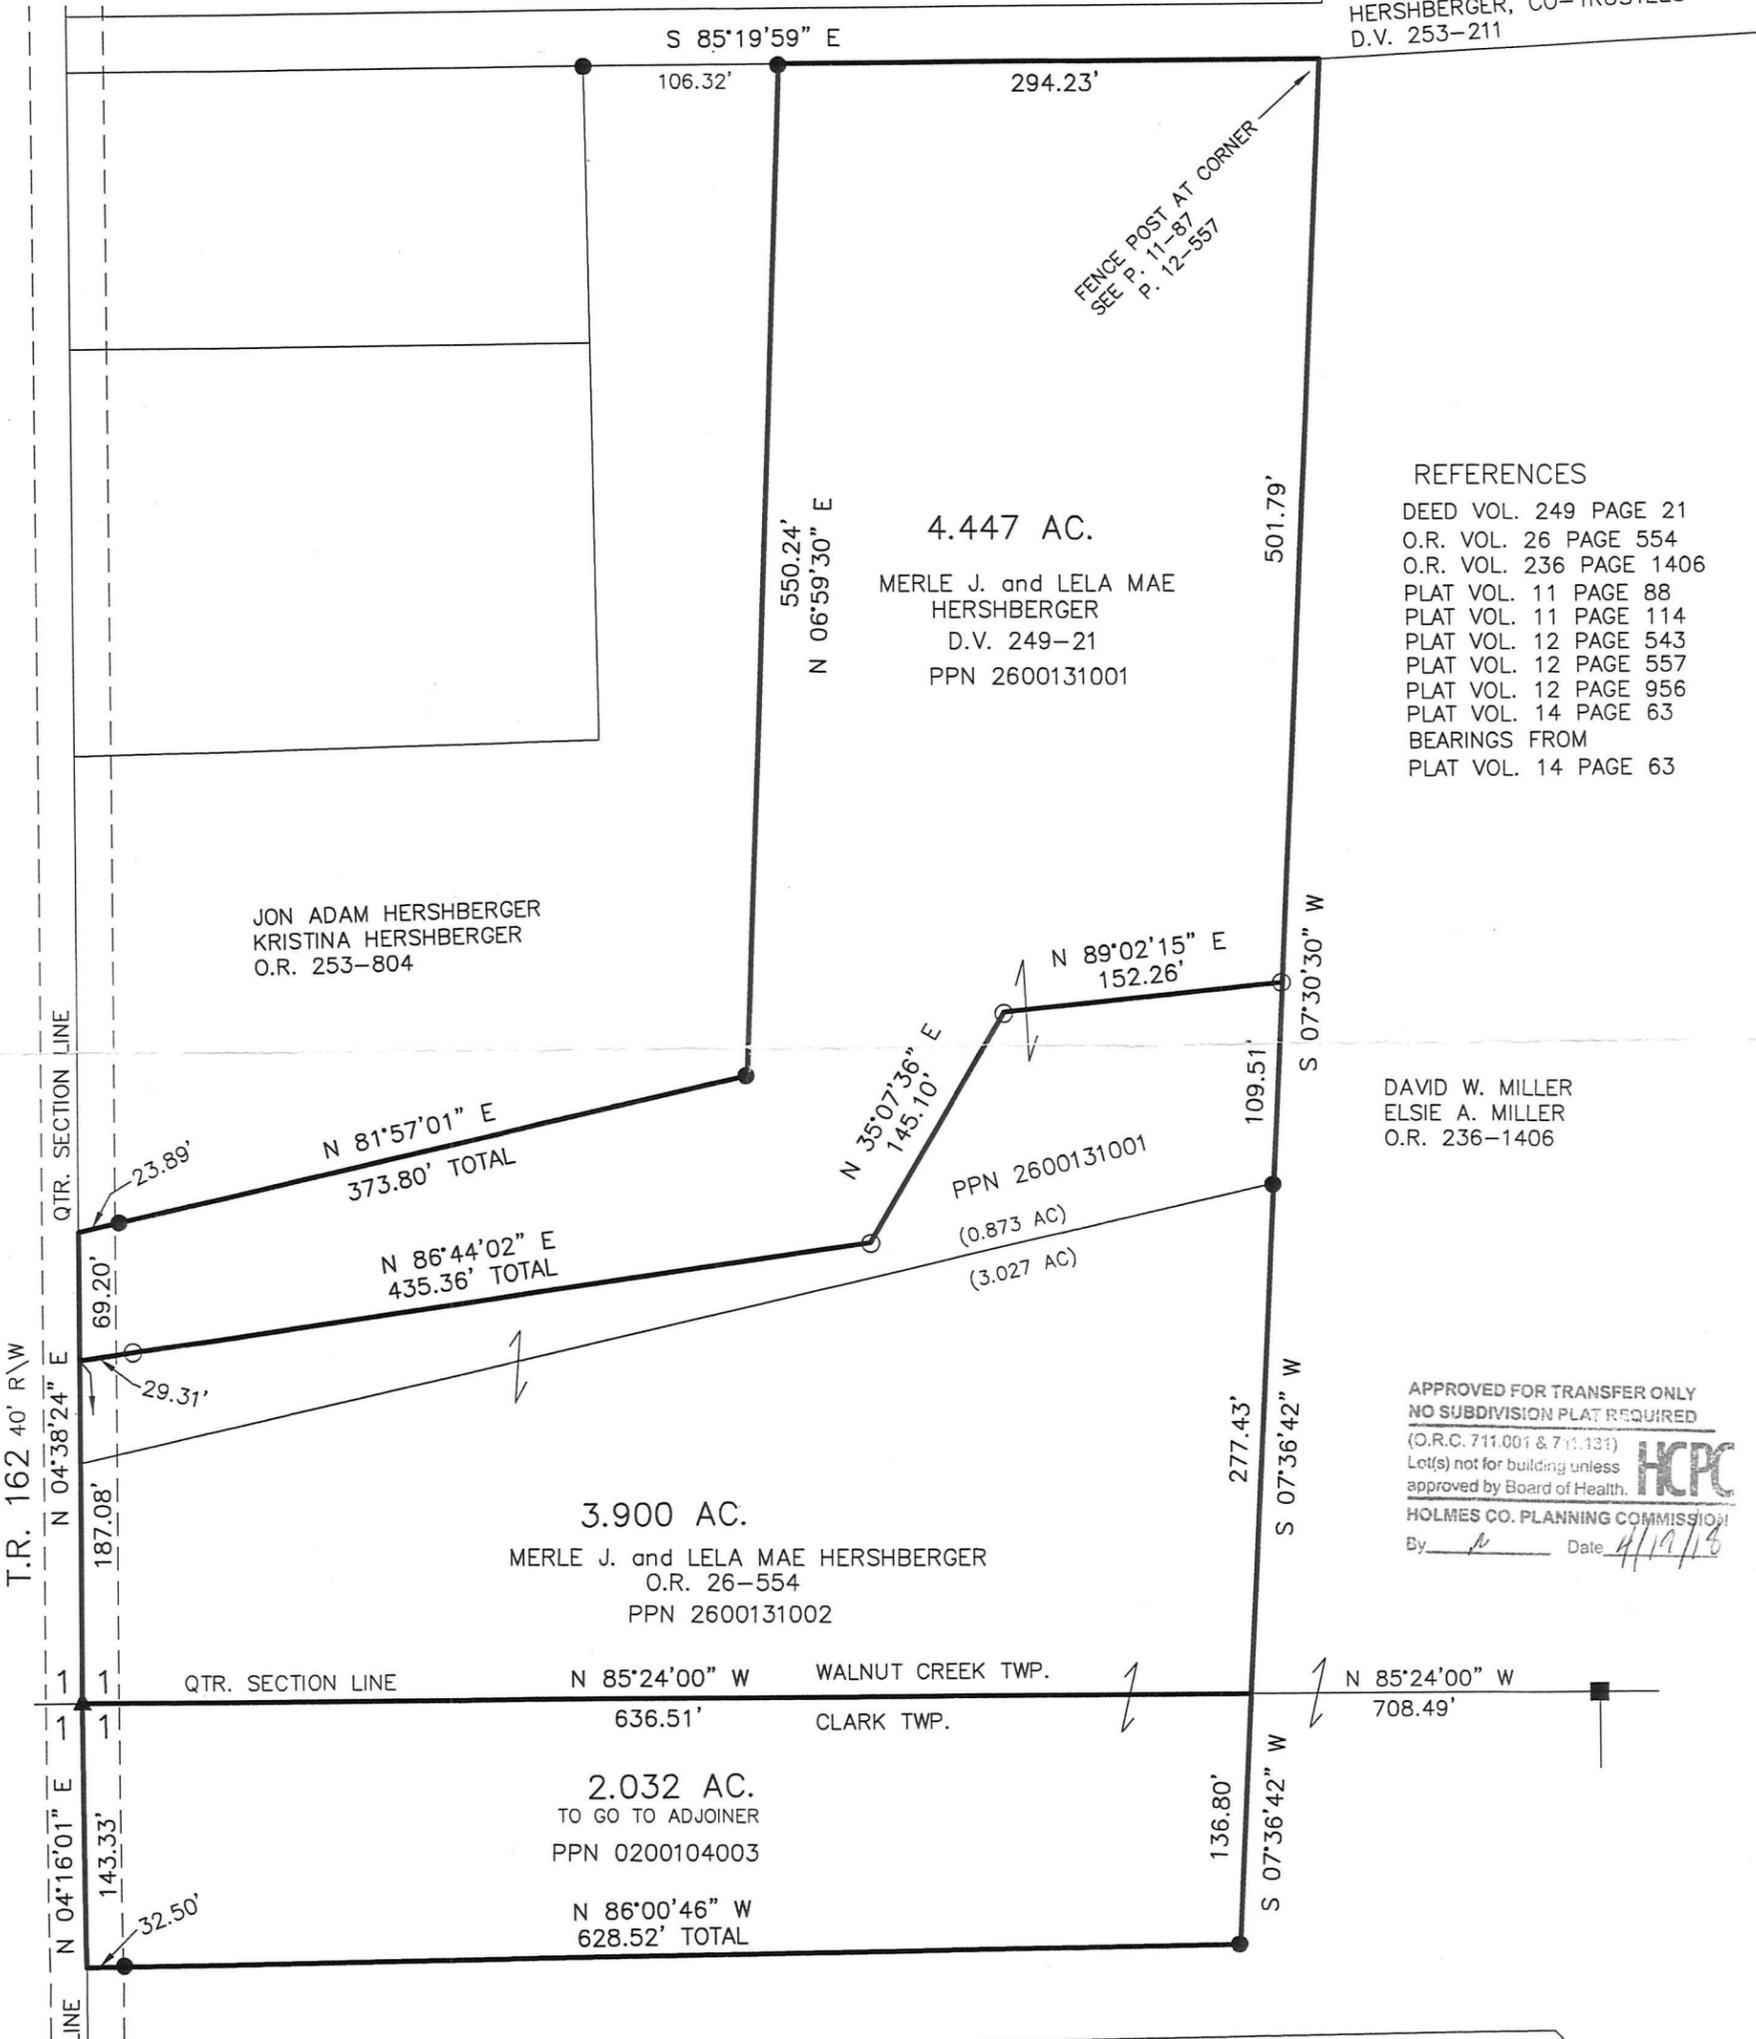 HERSHBERGER, CO-TRUSTEES
D.V. 253-211
S 85°19'59" E
106.32'
294.23'
FENCE POST AT CORNER
SEE P. 11-87
P. 12-557
550.24'
N 06°59'30" E
4.447 AC.
MERLE J. and LELA MAE
HERSHBERGER
D.V. 249-21
PPN 2600131001
501.79'
REFERENCES
DEED VOL. 249 PAGE 21
O.R. VOL. 26 PAGE 554
O.R. VOL. 236 PAGE 1406
PLAT VOL. 11 PAGE 88
PLAT VOL. 11 PAGE 114
PLAT VOL. 12 PAGE 543
PLAT VOL. 12 PAGE 557
PLAT VOL. 12 PAGE 956
PLAT VOL. 14 PAGE 63
BEARINGS FROM
PLAT VOL. 14 PAGE 63
JON ADAM HERSHBERGER
KRISTINA HERSHBERGER
O.R. 253-804
N 89°02'15" E
152.26'
S 07°30'30" W
109.51'
QTR. SECTION LINE
N 35°07'36" E
145.10'
DAVID W. MILLER
ELSIE A. MILLER
O.R. 236-1406
N 81°57'01" E
373.80' TOTAL
23.89'
PPN 2600131001
(0.873 AC)
(3.027 AC)
69.20'
N 86°44'02" E
435.36' TOTAL
29.31'
T.R. 162 40' R\W
N 04°38'24" E
187.08'
277.43'
S 07°36'42" W
APPROVED FOR TRANSFER ONLY
NO SUBDIVISION PLAT REQUIRED
(O.R.C. 711.001 & 711.131)
Lot(s) not for building unless
approved by Board of Health.
HCPC
HOLMES CO. PLANNING COMMISSION
By Date 4/17/18
3.900 AC.
MERLE J. and LELA MAE HERSHBERGER
O.R. 26-554
PPN 2600131002
1 1
QTR. SECTION LINE N 85°24'00" W WALNUT CREEK TWP.
N 85°24'00" W
1 1
636.51' CLARK TWP.
708.49'
2.032 AC.
TO GO TO ADJOINER
PPN 0200104003
136.80'
S 07°36'42" W
N 04°16'01" E
143.33'
32.50'
N 86°00'46" W
628.52' TOTAL
LINE